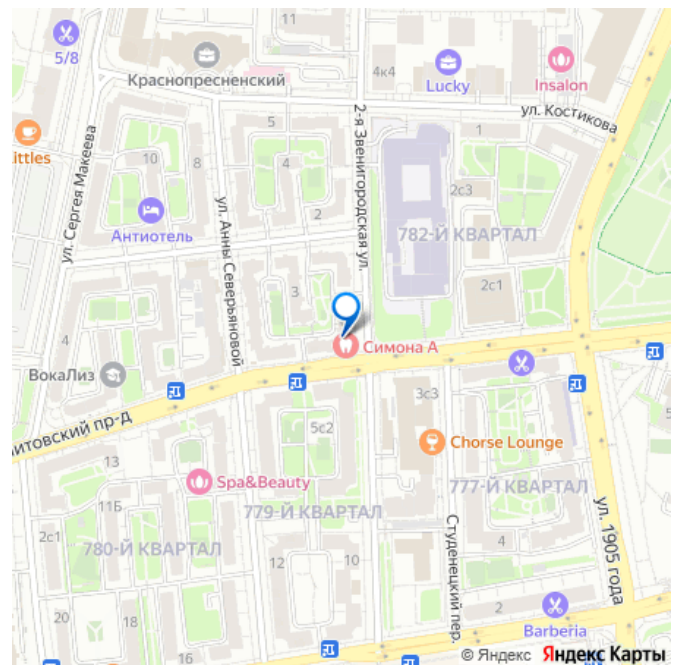 11
5/8
Краснопресненский
4к4
Lucky
Insalon
ул. Костикова
5
1
ittles
ул. Сергея Макеева
10
8
4
2-я Звенигородская ул.
2с3
Антиотель
2
ул. Анны Северьяновой
782-Й КВАРТАЛ
3
2с1
4
Симона А
ВокаЛиз
3с3
итовский пр-д
5с2
Chorse Lounge
13
Spa&Beauty
777-Й КВАРТАЛ
11Б
779-Й КВАРТАЛ
ул. 1905 года
2с1
780-Й КВАРТАЛ
Студенецкий пер.
4
12
10
20
18
2
Barberia
16
© Яндекс Яндекс Карты